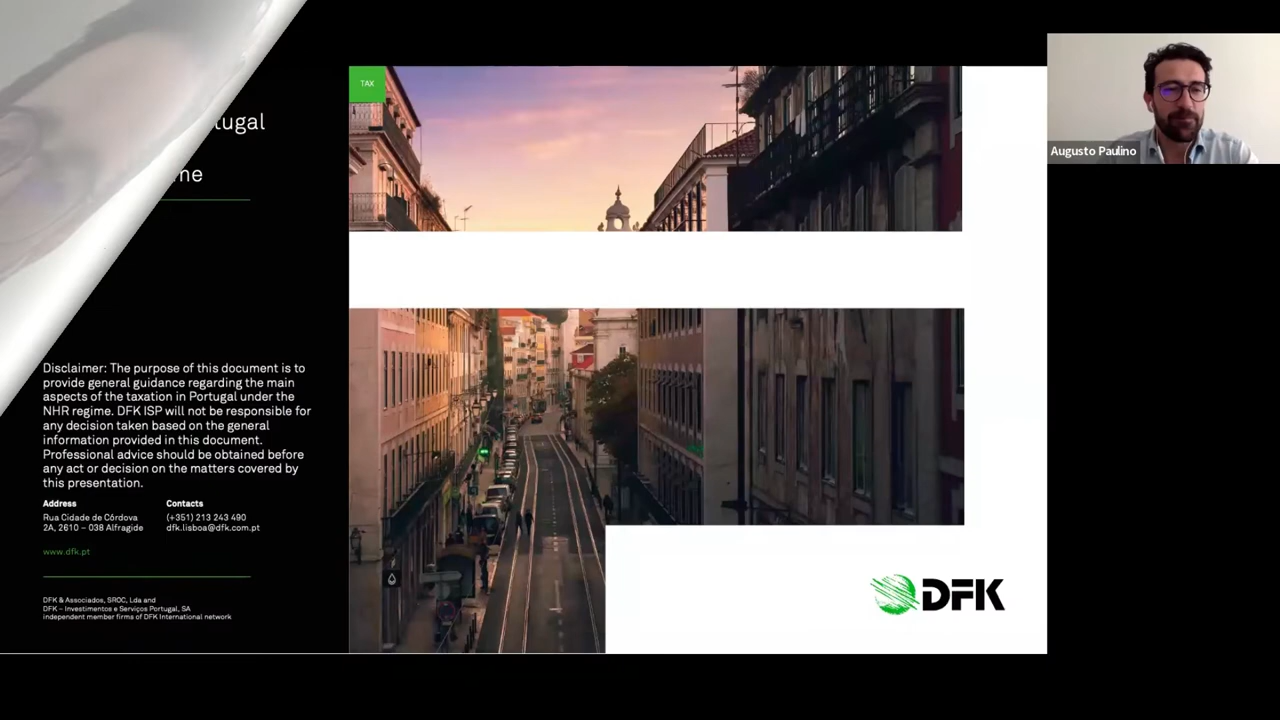 TAX
Augusto Paulino
Disclaimer: The purpose of this document is to
provide general guidance regarding the main
aspects of the taxation in Portugal under the
NHR regime. DFK ISP will not be responsible for
any decision taken based on the general
information provided in this document.
Professional advice should be obtained before
any act or decision on the matters covered by
this presentation.
Address
Rua Cidade de Córdova
2A, 2610 – 038 Alfragide
Contacts
(+351) 213 243 490
dfk.lisboa@dfk.com.pt
www.dfk.pt
DFK & Associados, SROC, Lda and
DFK – Investimentos e Serviços Portugal, SA
independent member firms of DFK International network
DFK